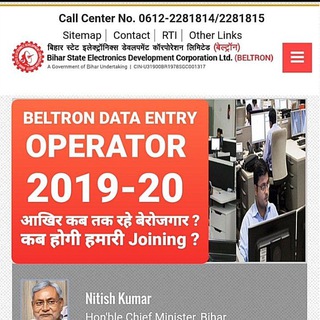 Call Center No. 0612-2281814/2281815
Sitemap | Contact | RTI | Other Links
बिहार स्टेट इलेक्ट्रॉनिक्स डेवलपमेंट कॉरपोरेशन लिमिटेड (बेल्ट्रॉन)
Bihar State Electronics Development Corporation Ltd. (BELTRON)
A Government of Bihar Undertaking | CIN-U31900BR1978SGC001317
BELTRON DATA ENTRY
OPERATOR
2019-20
आखिर कब तक रहे बेरोजगार ?
कब होगी हमारी Joining ?
Nitish Kumar
Hon'ble Chief Minister, Bihar